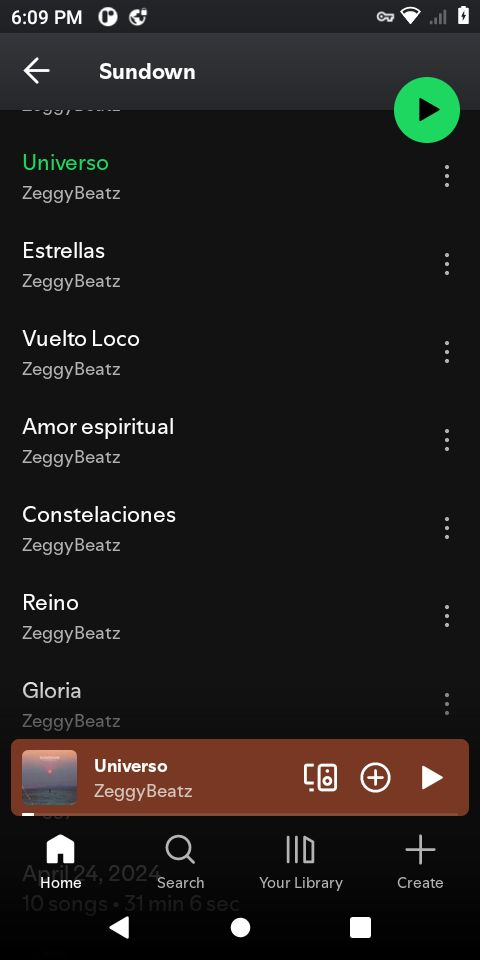 6:09 PM
Sundown
ZeggyBeatz
Universo
ZeggyBeatz
Estrellas
ZeggyBeatz
Vuelto Loco
ZeggyBeatz
Amor espiritual
ZeggyBeatz
Constelaciones
ZeggyBeatz
Reino
ZeggyBeatz
Gloria
ZeggyBeatz
Universo
ZeggyBeatz
April 24, 2024
Home
Search
Your Library
Create
10 songs • 31 min 6 sec